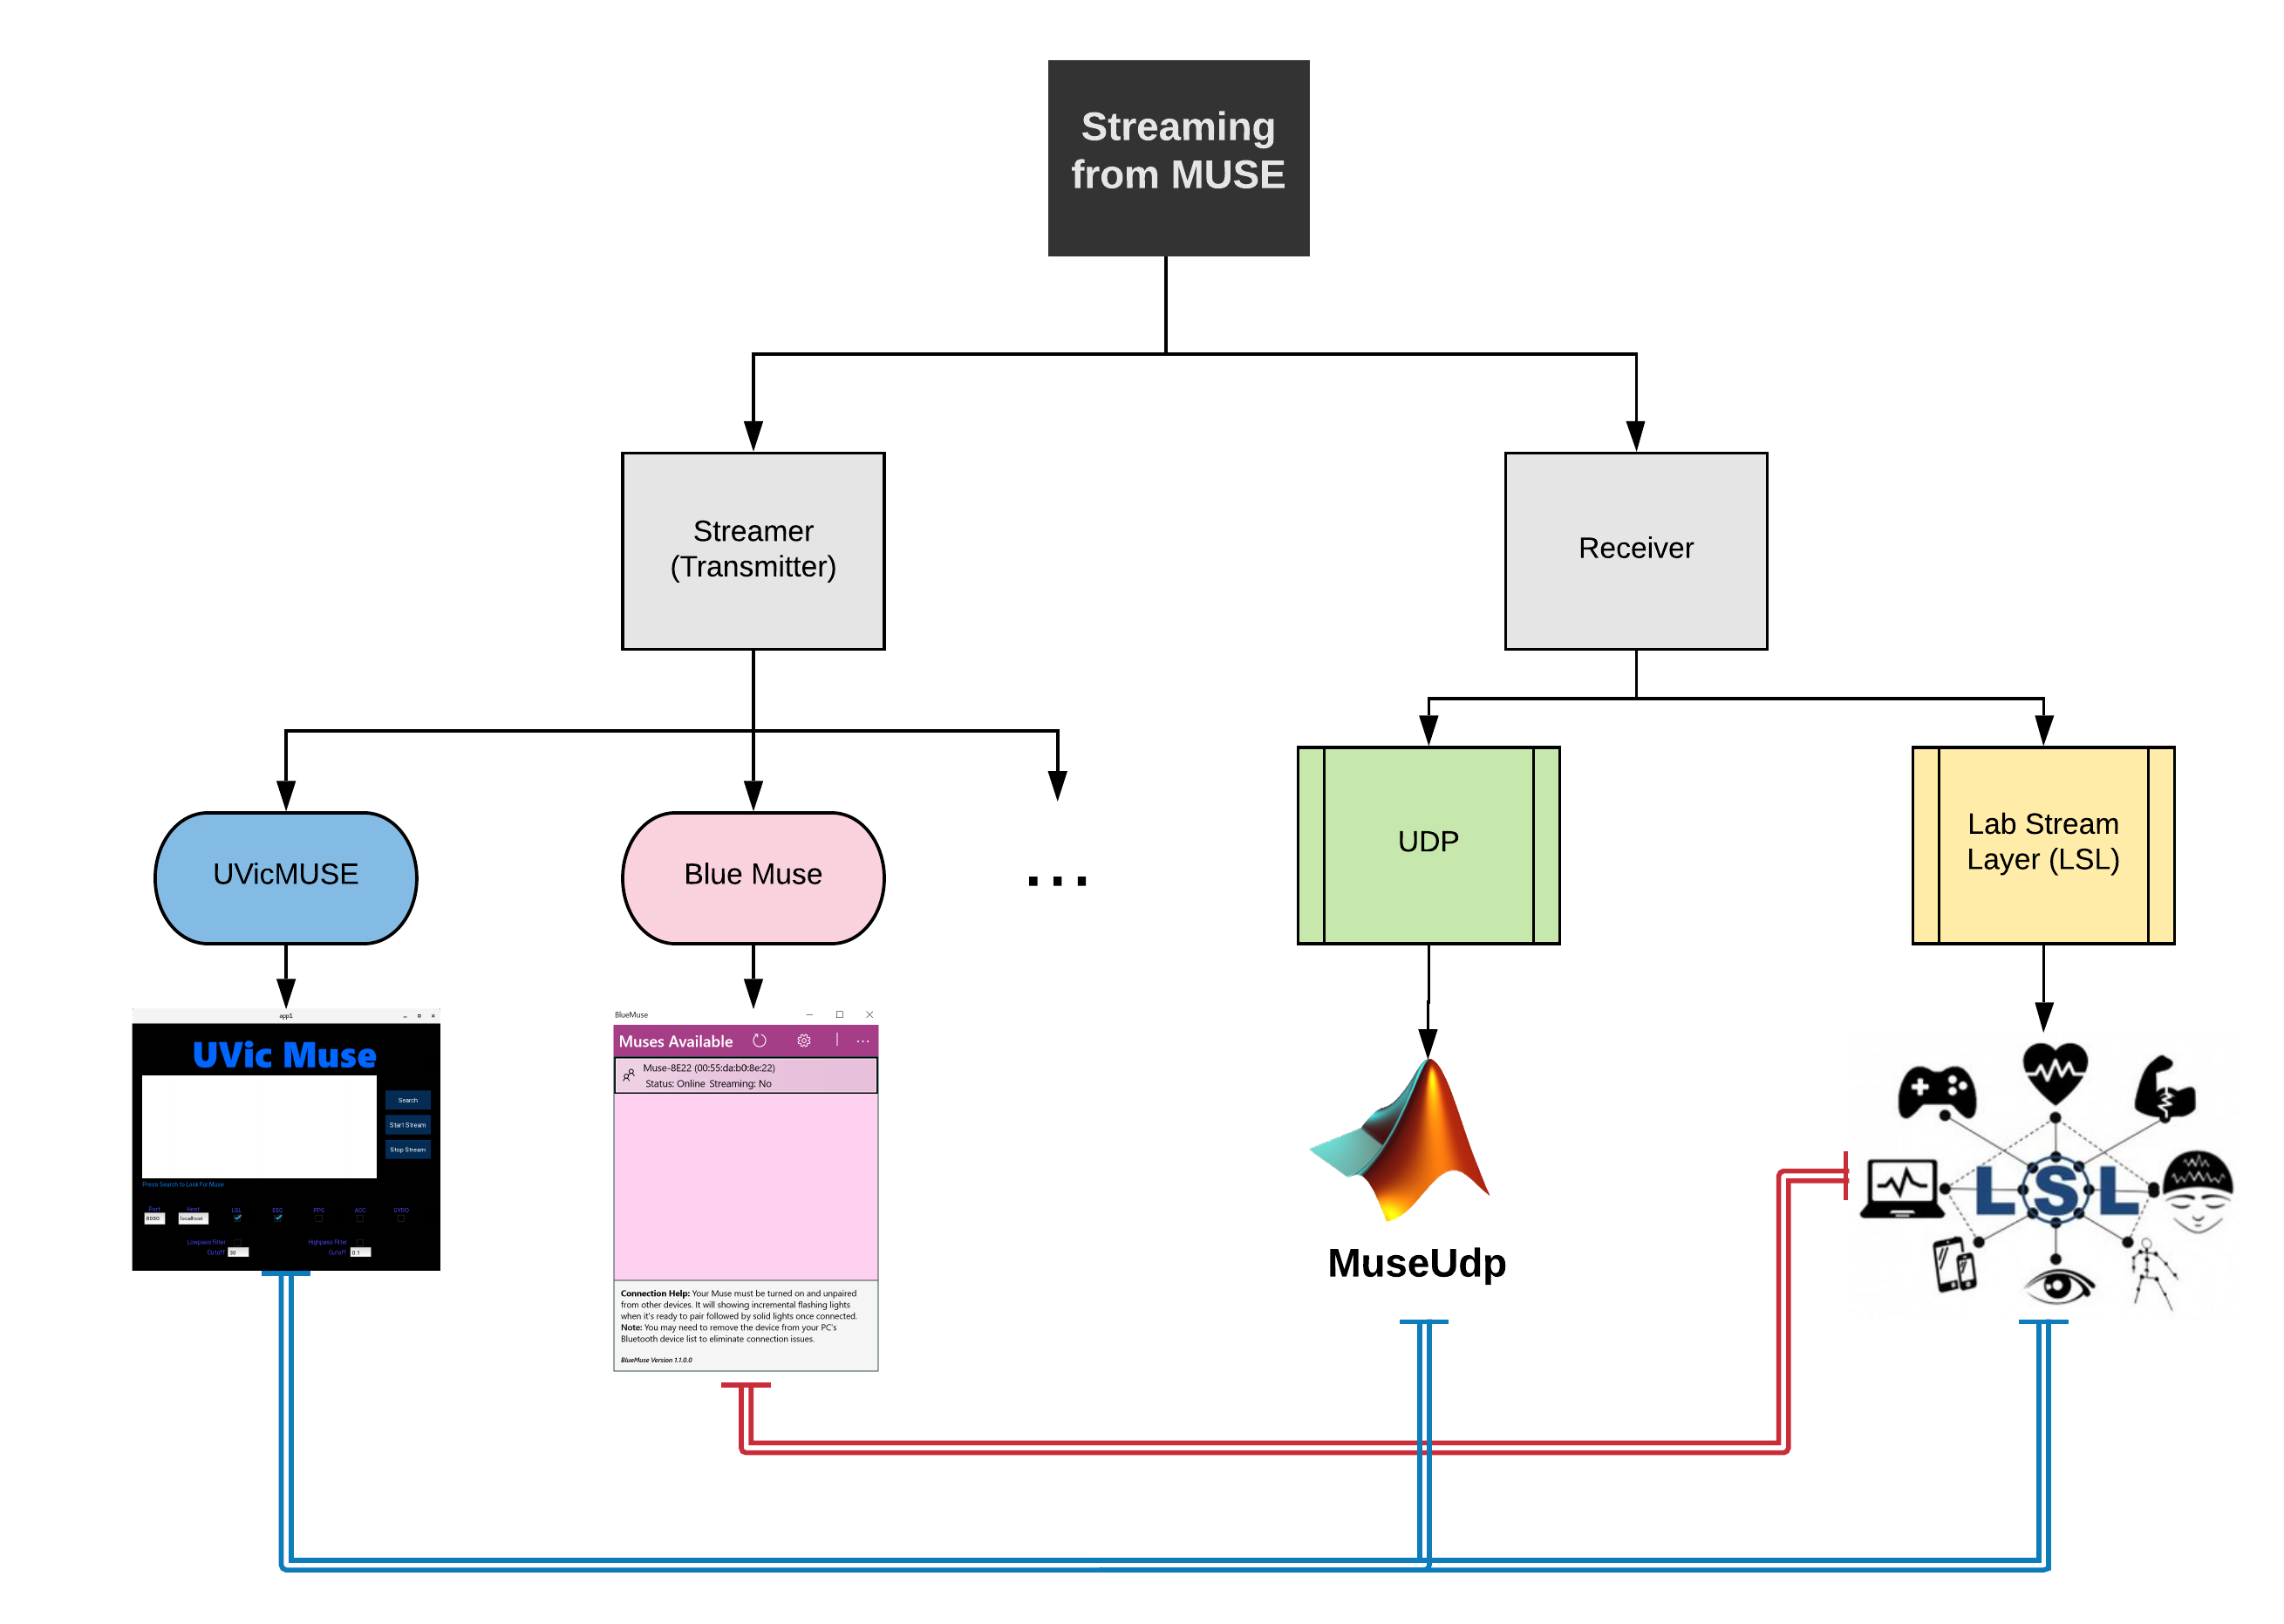 Streaming
from MUSE
Streamer
(Transmitter)
Receiver
UVicMUSE
Blue Muse
...
UDP
Lab Stream
Layer (LSL)
app1
UVic Muse
Search
Start Stream
Stop Stream
Press Search to Look For Muse
Port
Host
LSL
EEG
PPG
ACC
GYRO
8000
localhost
Lowpass Filter
Highpass Filter
Cutoff
30
Cutoff
0.1
BlueMuse
Muses Available
Muse-8E22 (00:55:da:b0:8e:22)
Status: Online Streaming: No
Connection Help: Your Muse must be turned on and unpaired
from other devices. It will showing incremental flashing lights
when it's ready to pair followed by solid lights once connected.
Note: You may need to remove the device from your PC's
Bluetooth device list to eliminate connection issues.
BlueMuse Version 1.1.0.0
MuseUdp
LSL